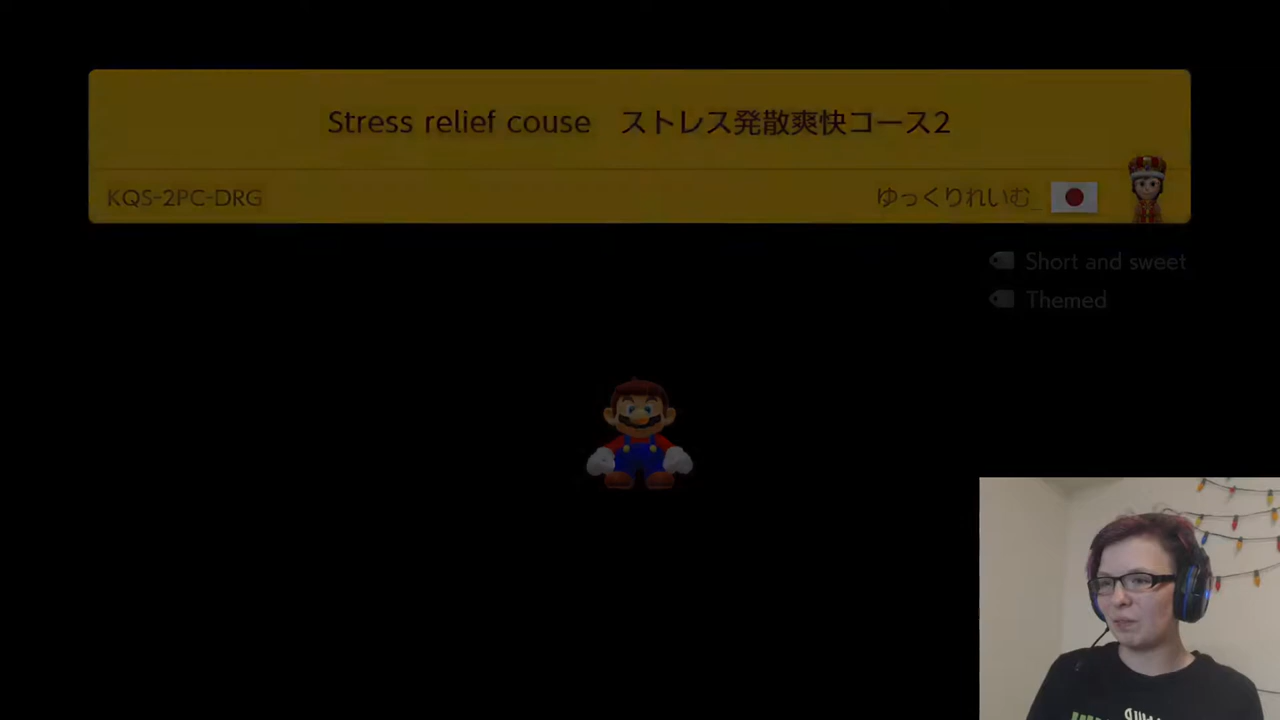 Stress relief couse ストレス発散爽快コース2
KQS-2PC-DRG
ゆっくりれいむ_
Short and sweet
Themed